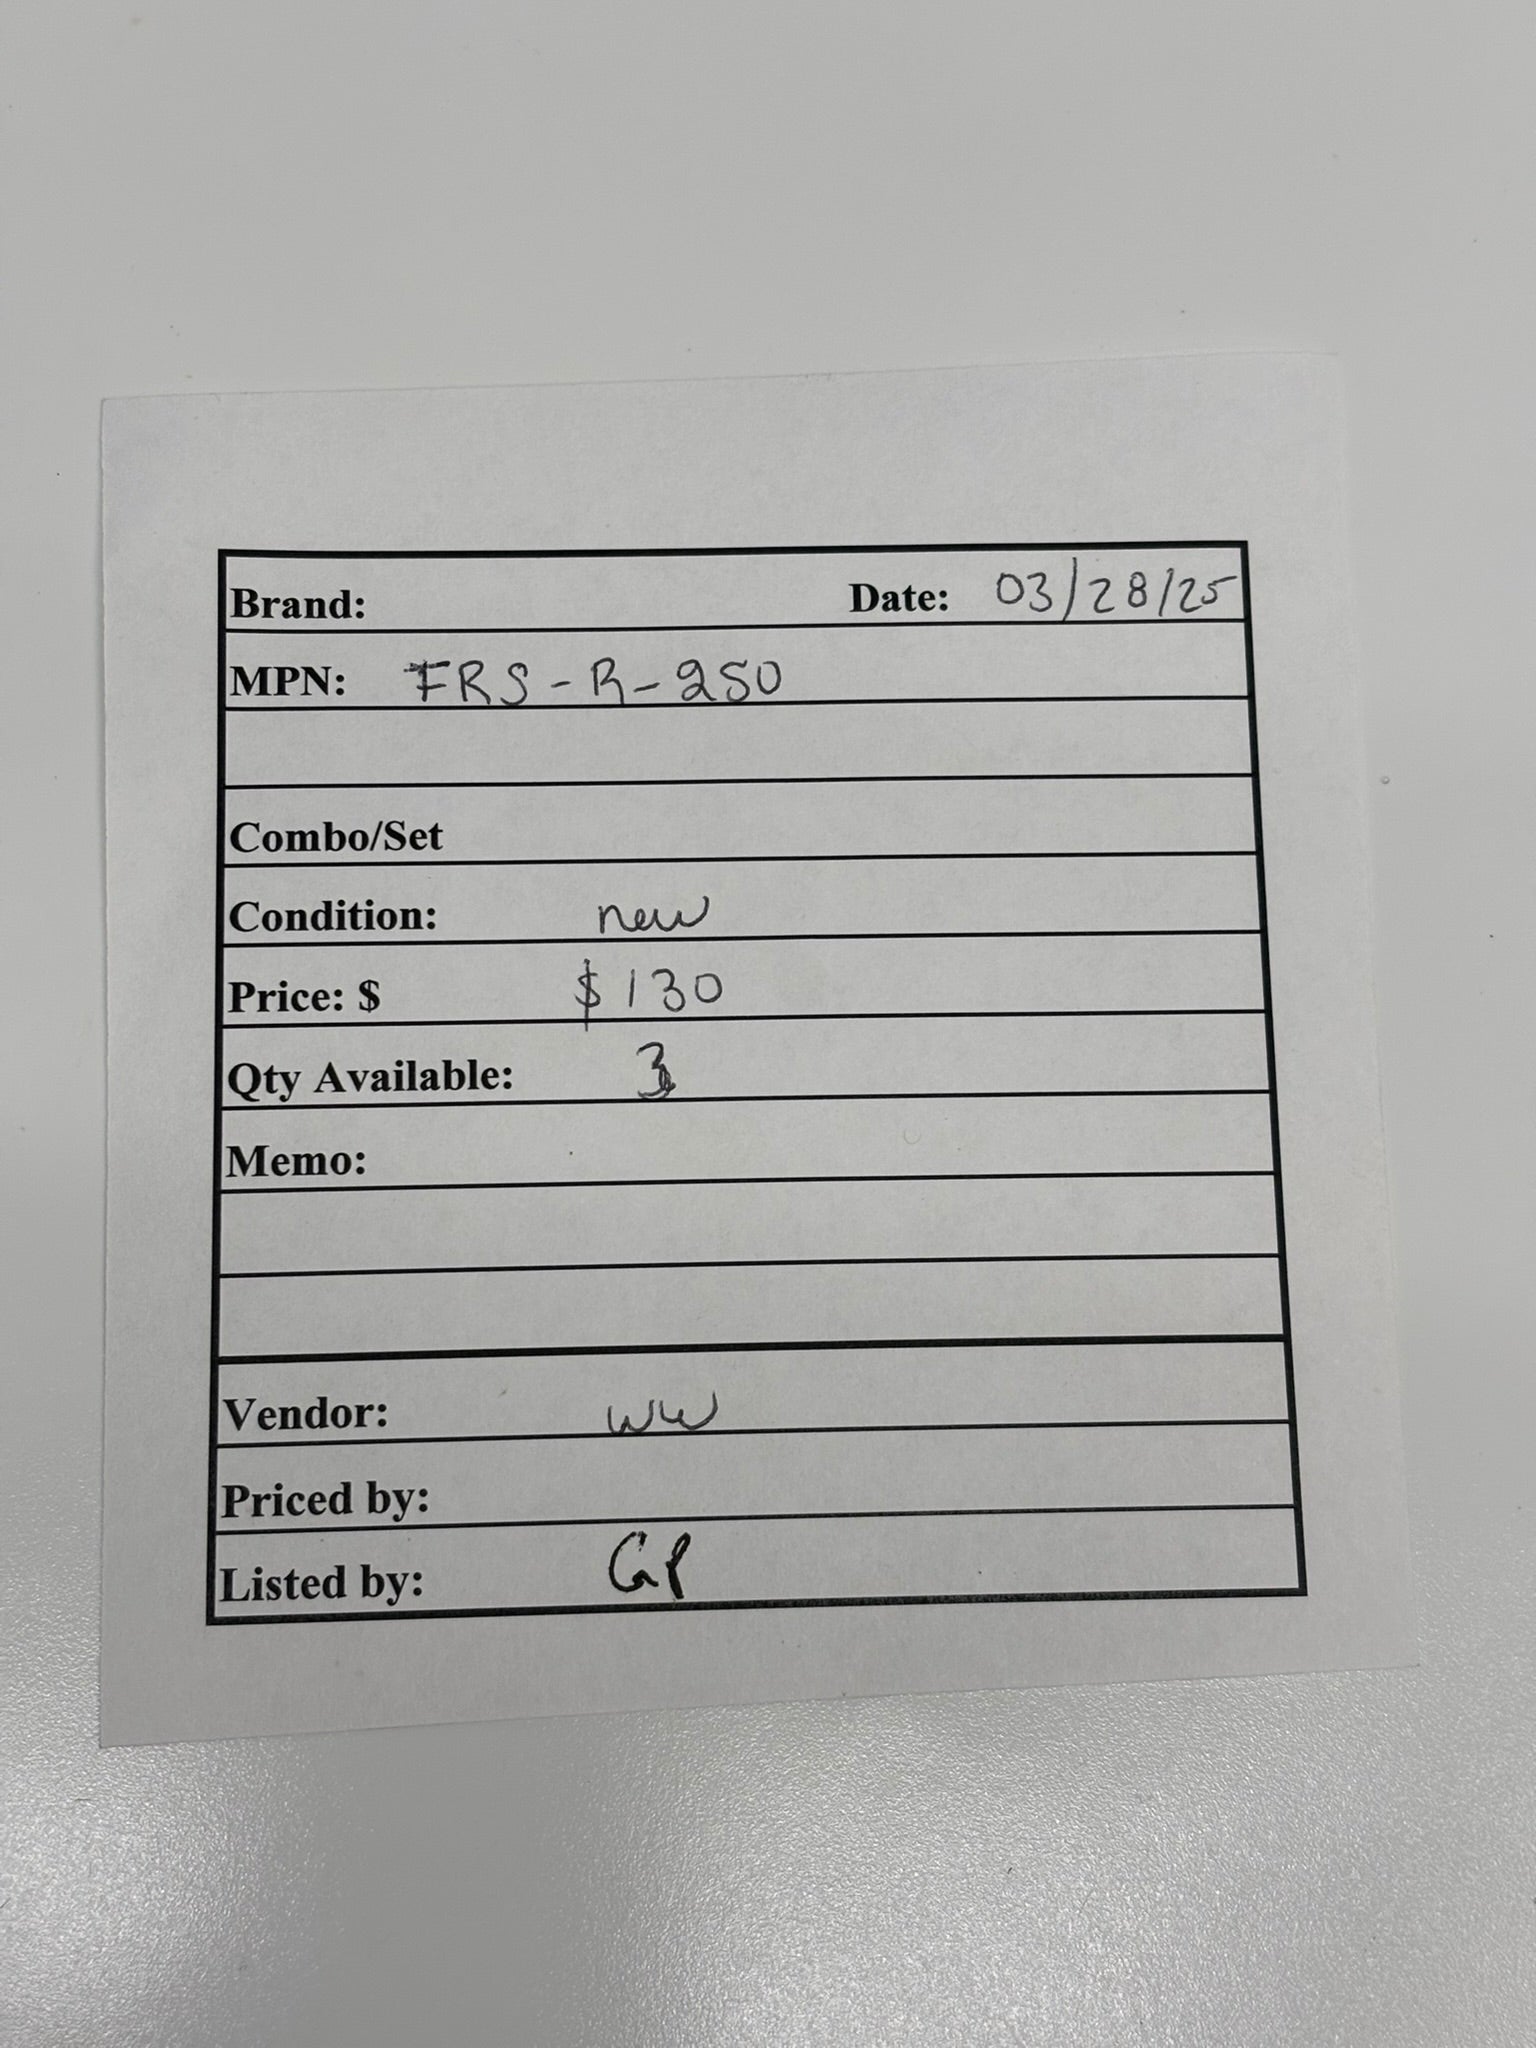 Brand: Date: 03/28/25
MPN: FRS-R-250
Combo/Set
Condition: new
Price: $ $130
Qty Available: 3
Memo:
Vendor: WW
Priced by:
Listed by: GP